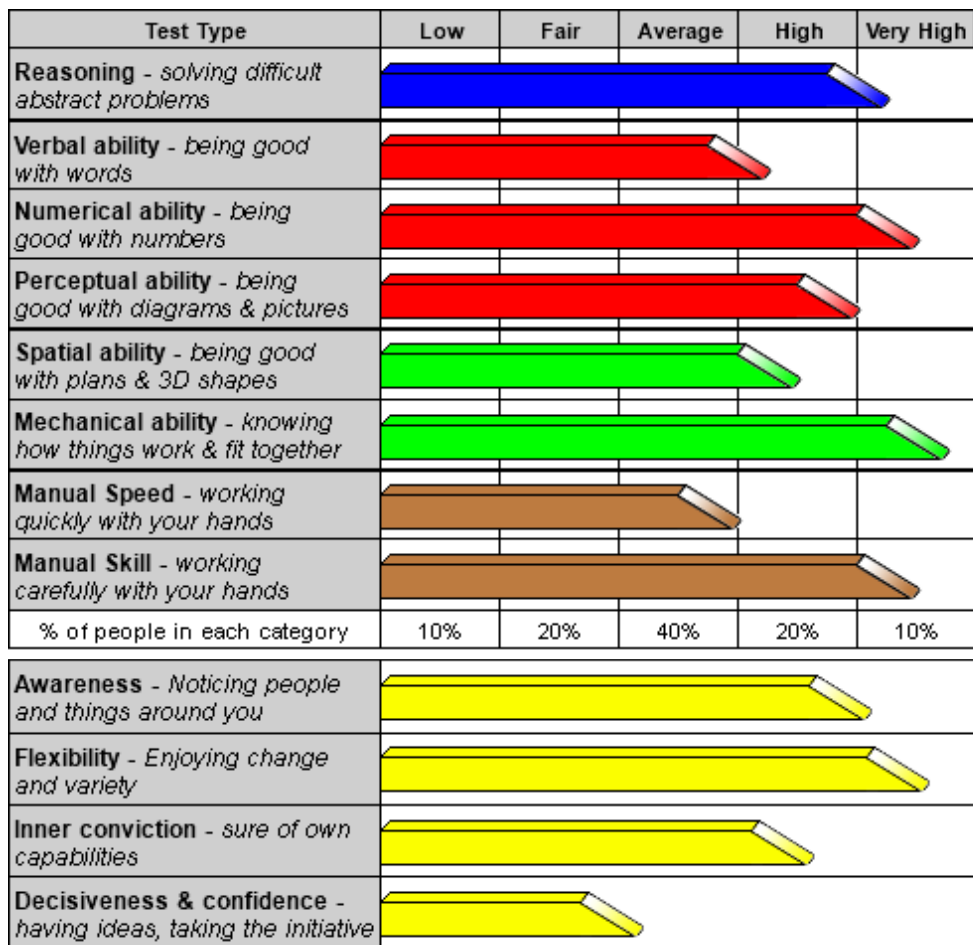 Test Type Low Fair Average High Very High
Reasoning - solving difficult
abstract problems
Verbal ability - being good
with words
Numerical ability - being
good with numbers
Perceptual ability - being
good with diagrams & pictures
Spatial ability - being good
with plans & 3D shapes
Mechanical ability - knowing
how things work & fit together
Manual Speed - working
quickly with your hands
Manual Skill - working
carefully with your hands
% of people in each category 10% 20% 40% 20% 10%
Awareness - Noticing people
and things around you
Flexibility - Enjoying change
and variety
Inner conviction - sure of own
capabilities
Decisiveness & confidence -
having ideas, taking the initiative